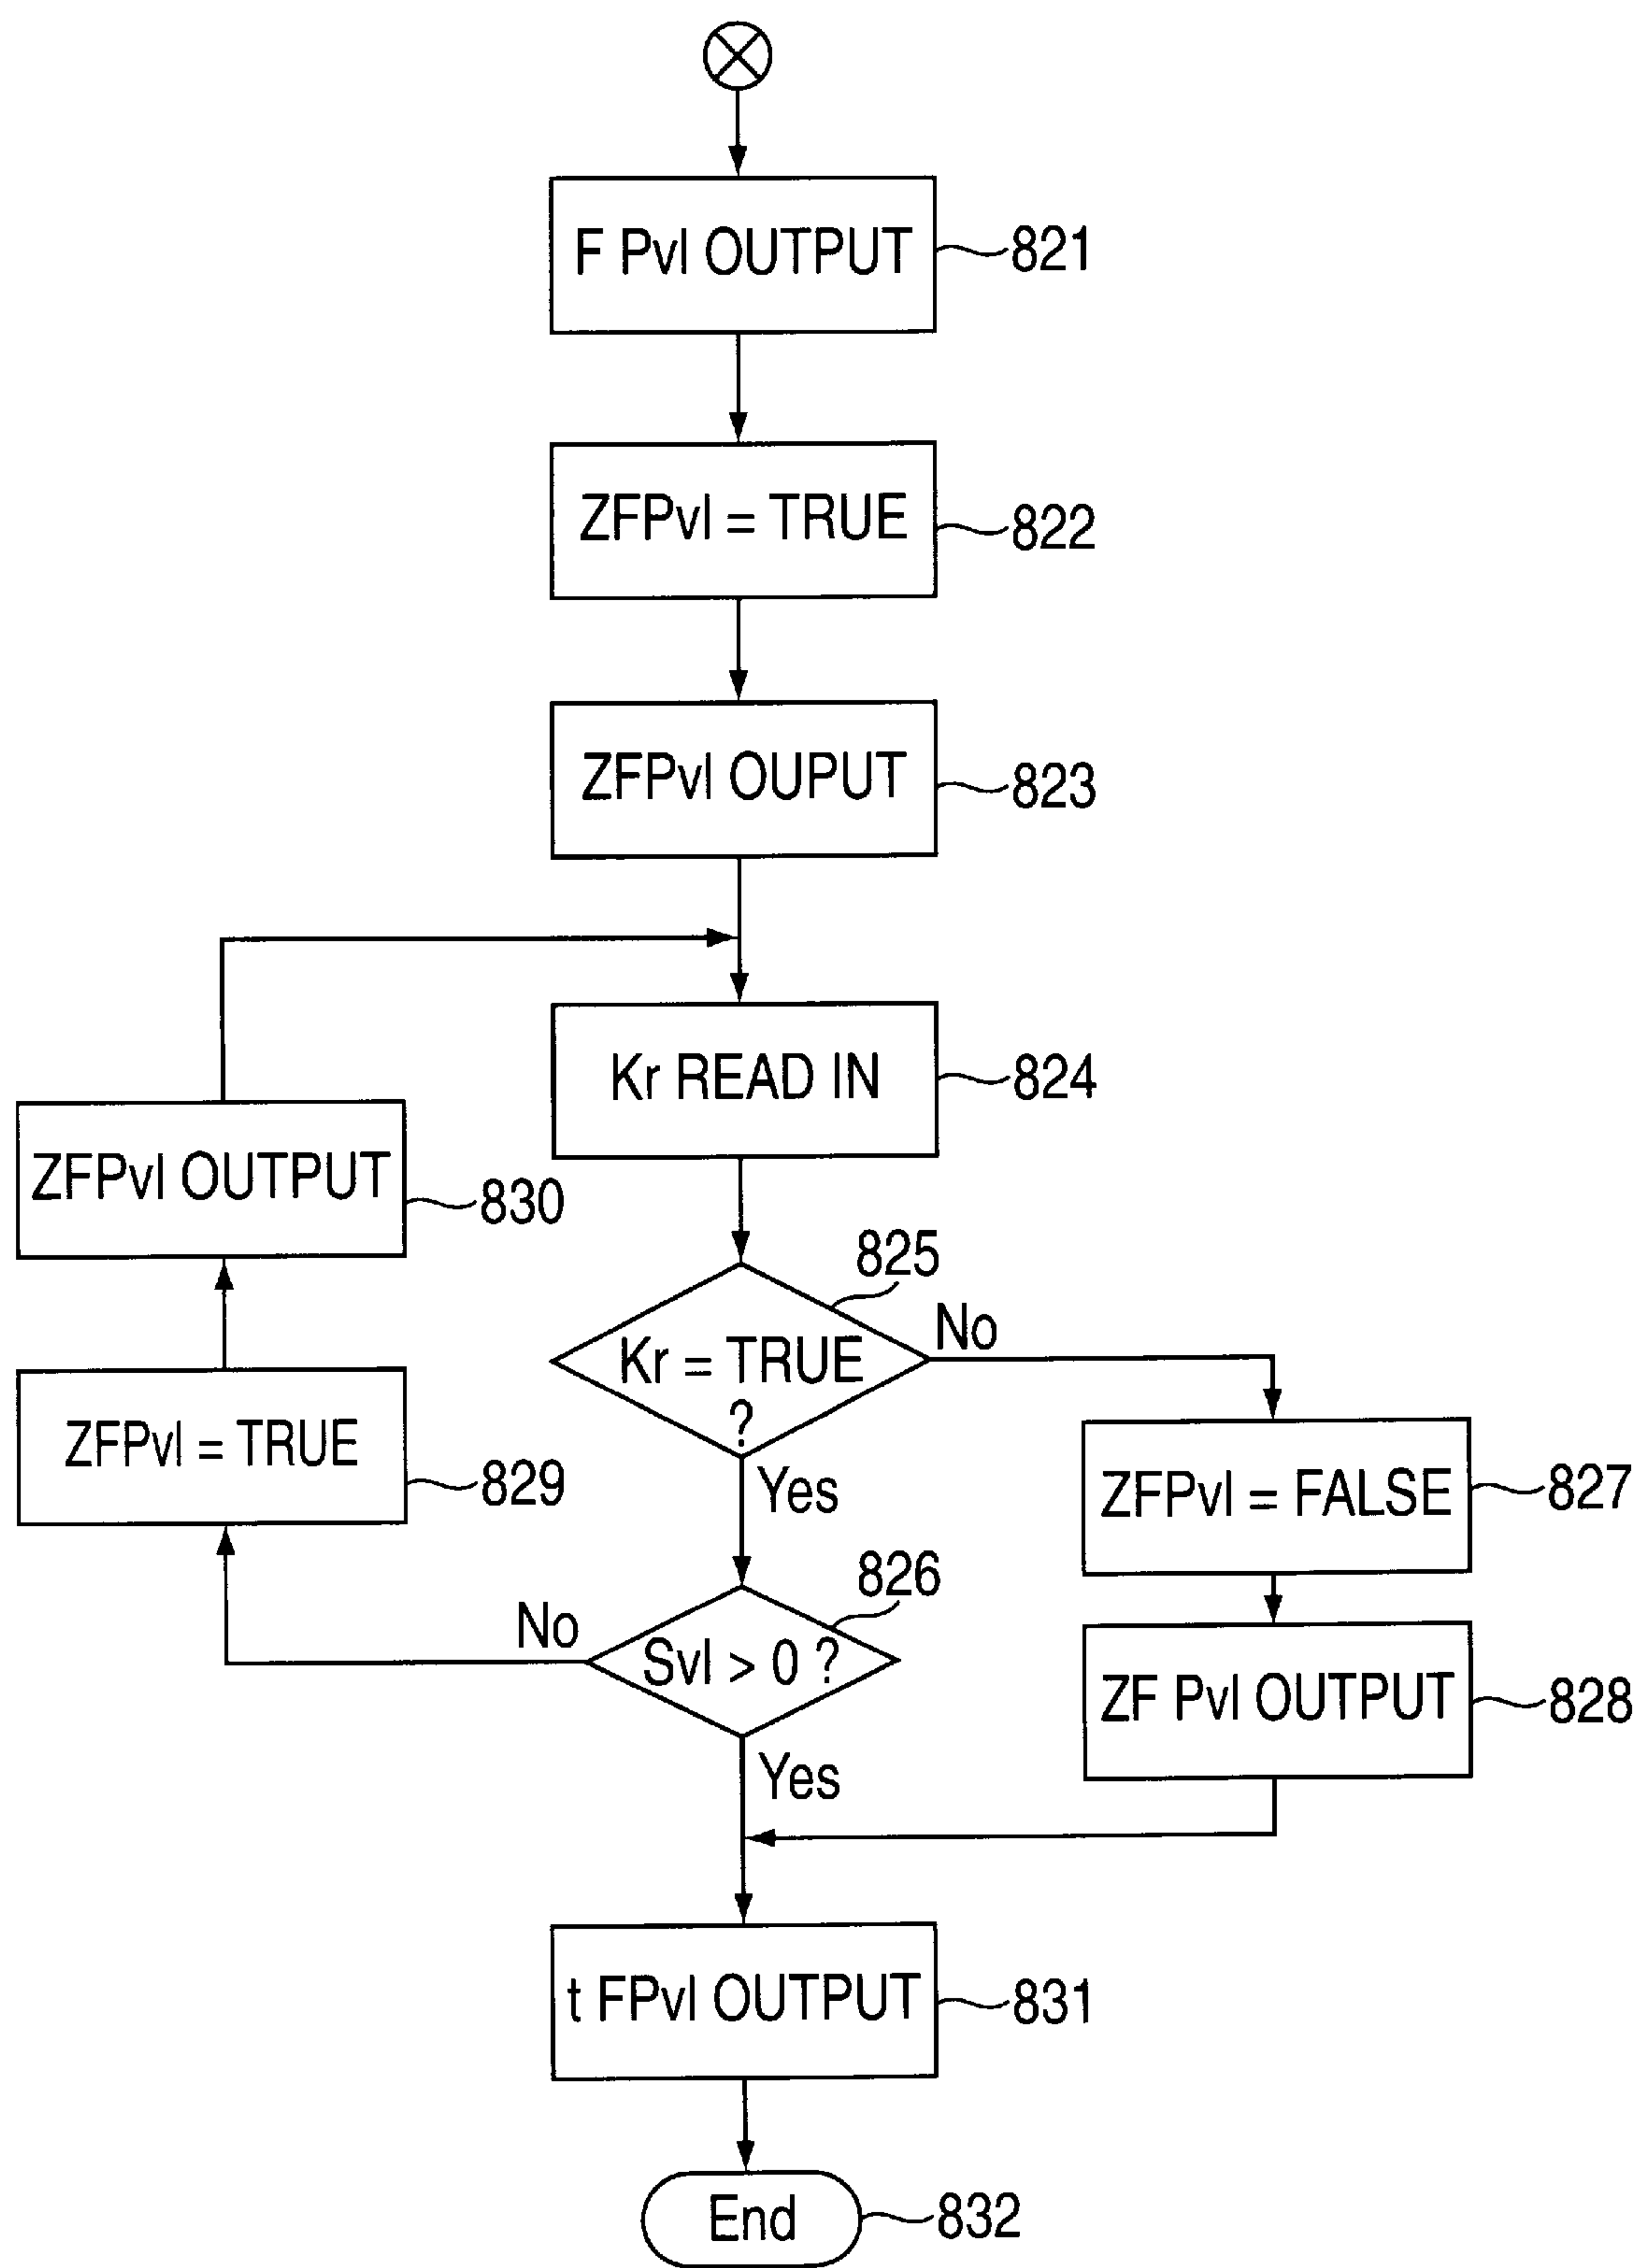 F Pvl OUTPUT
821
ZFPvl = TRUE
822
ZFPvl OUPUT
823
Kr READ IN
824
ZFPvl OUTPUT
830
825
Kr = TRUE
?
No
Yes
ZFPvl = TRUE
829
ZFPvl = FALSE
827
826
Svl > 0 ?
No
Yes
ZF Pvl OUTPUT
828
t FPvl OUTPUT
831
End
832